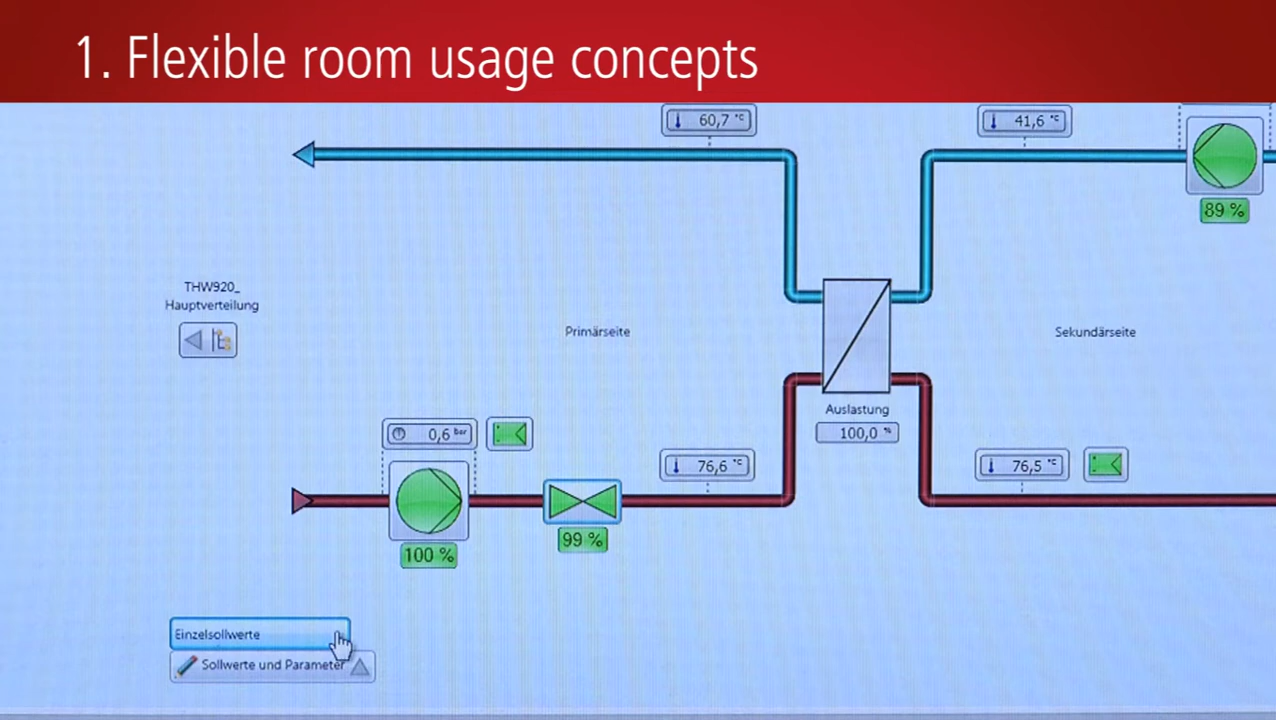 1. Flexible room usage concepts
60,7 °C
41,6 °C
89 %
THW920_
Hauptverteilung
Primärseite
Sekundärseite
Auslastung
100,0 %
0,6 bar
76,6 °C
76,5 °C
100 %
99 %
Einzelsollwerte
Sollwerte und Parameter